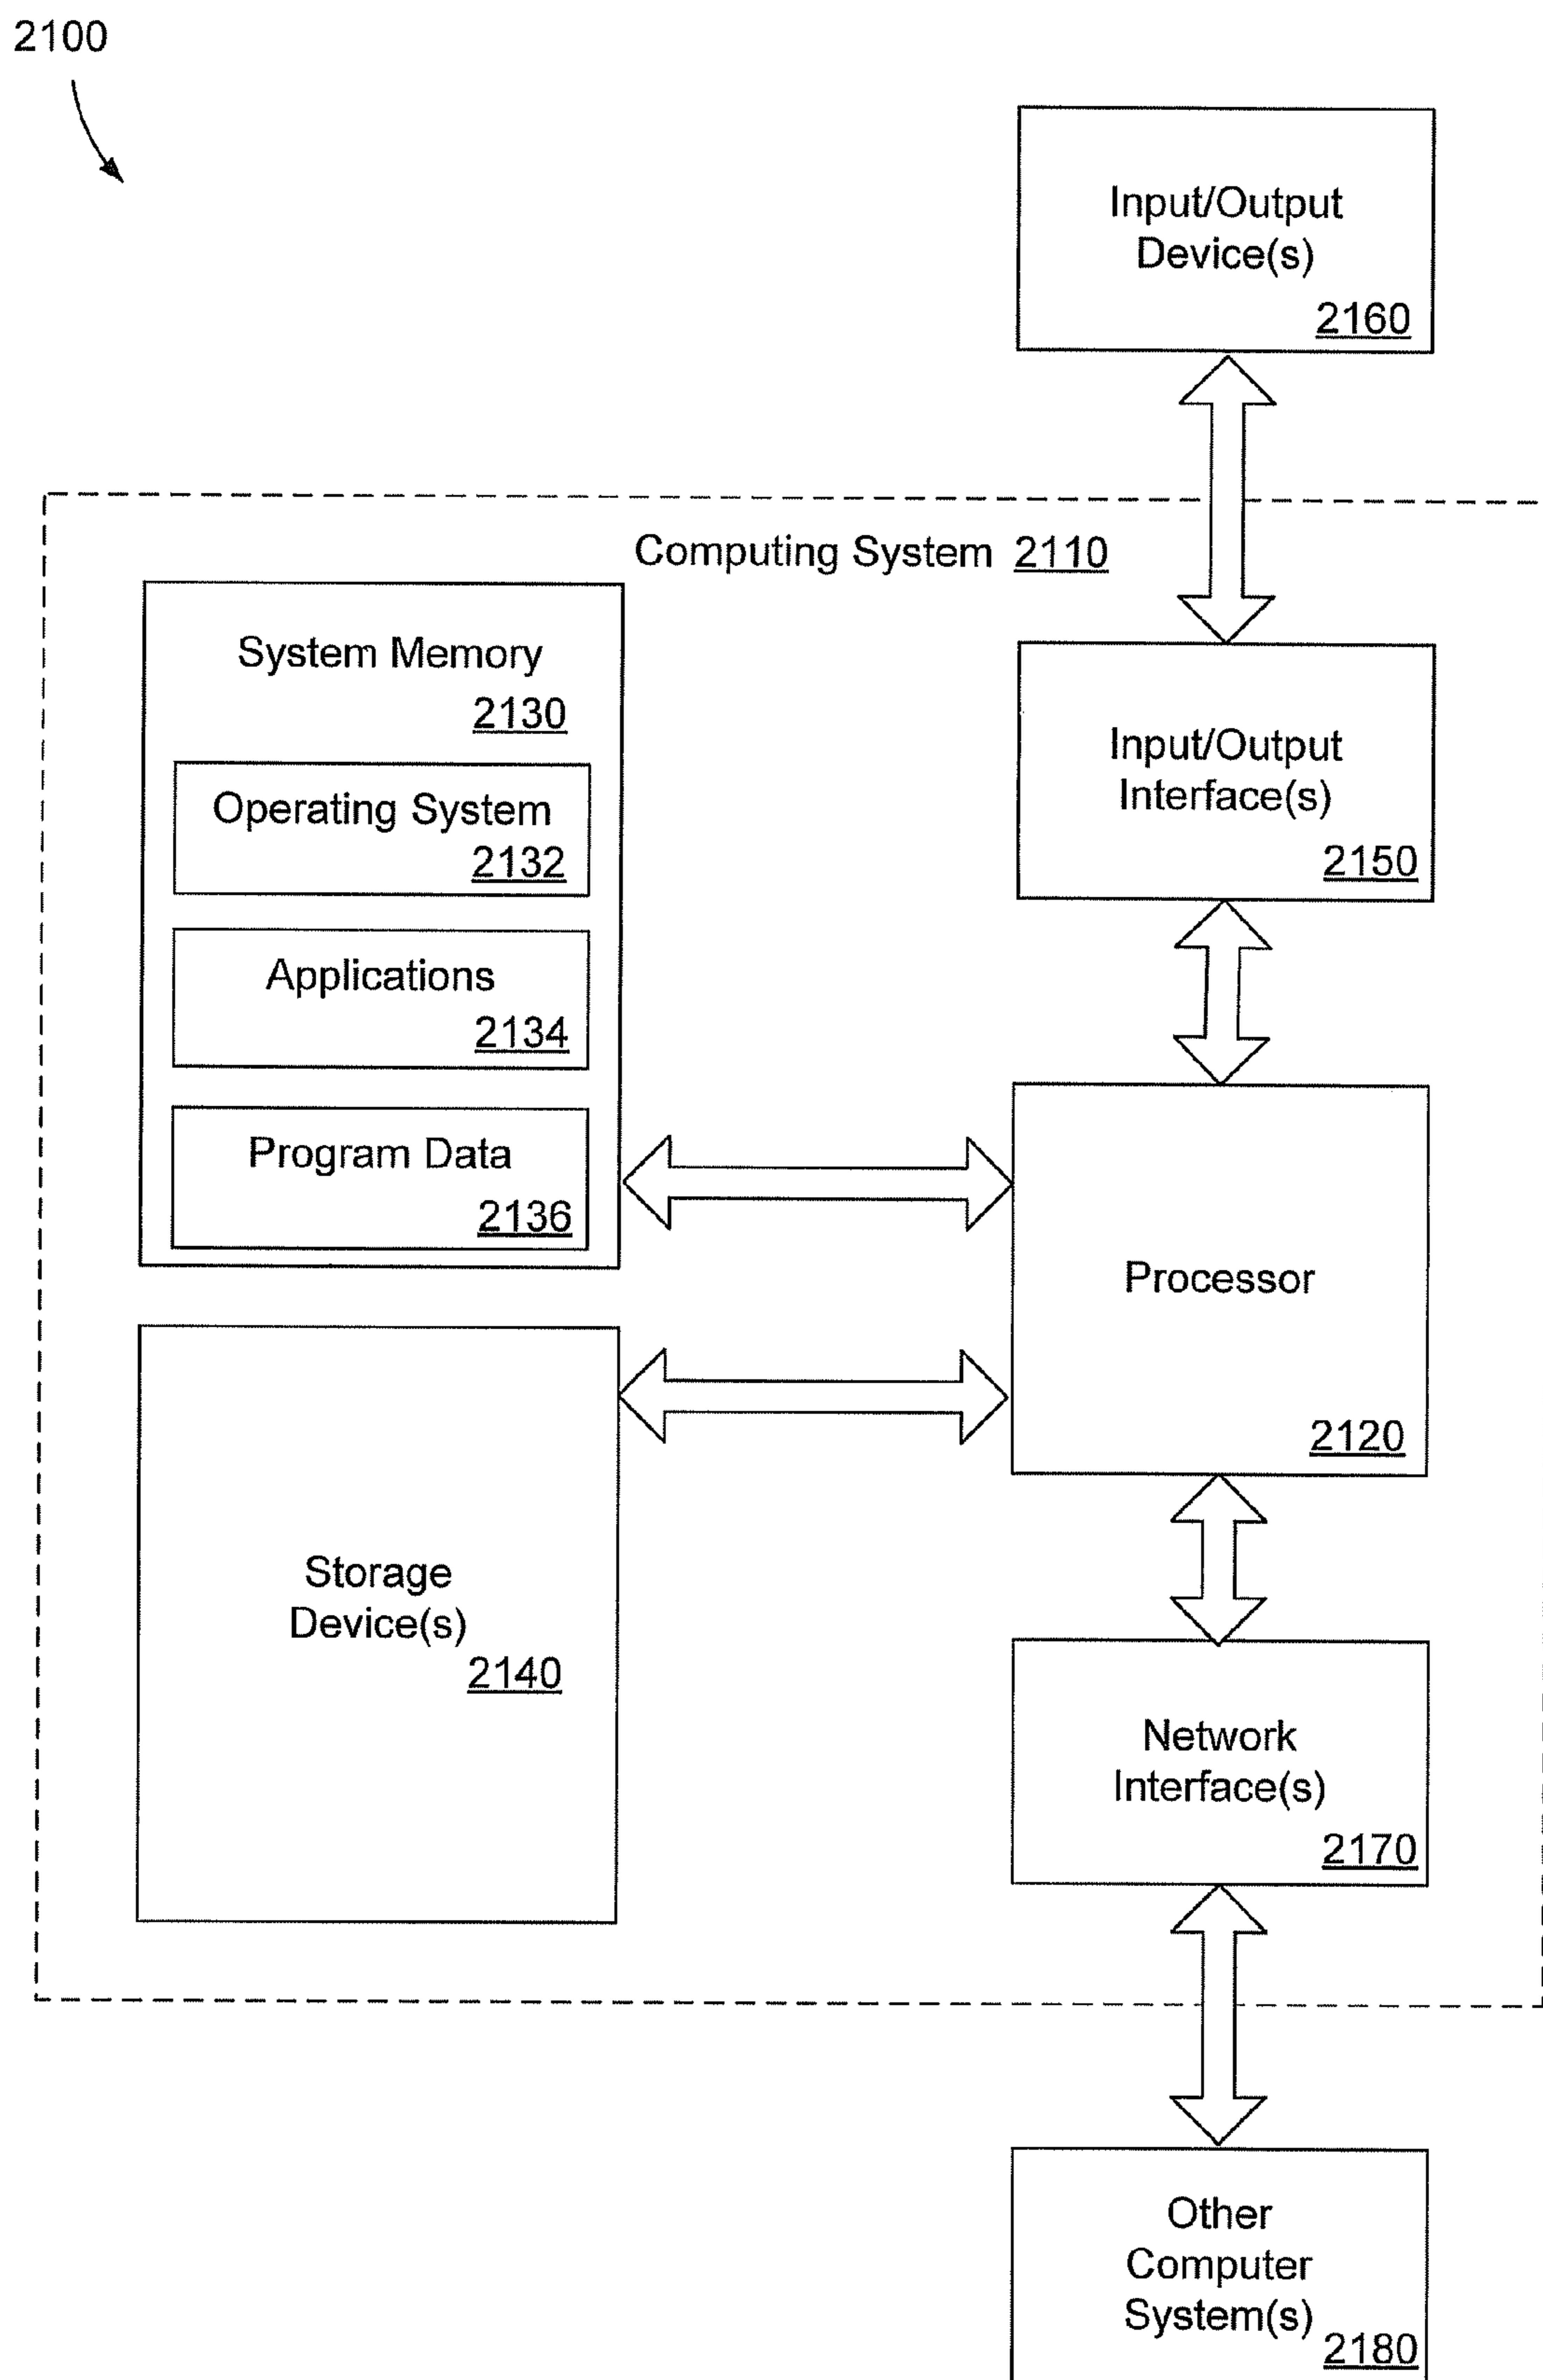 2100
Input/Output
Device(s)
2160
Computing System 2110
System Memory
2130
Operating System
2132
Applications
2134
Program Data
2136
Input/Output
Interface(s)
2150
Processor
2120
Storage
Device(s)
2140
Network
Interface(s)
2170
Other
Computer
System(s)
2180